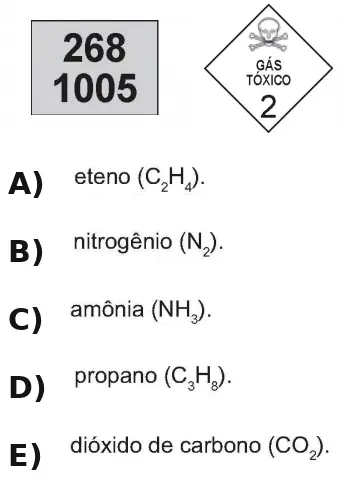 268
1005
GÁS
TÓXICO
2
A) eteno (C₂H₄).
B) nitrogênio (N₂).
C) amônia (NH₃).
D) propano (C₃H₈).
E) dióxido de carbono (CO₂).